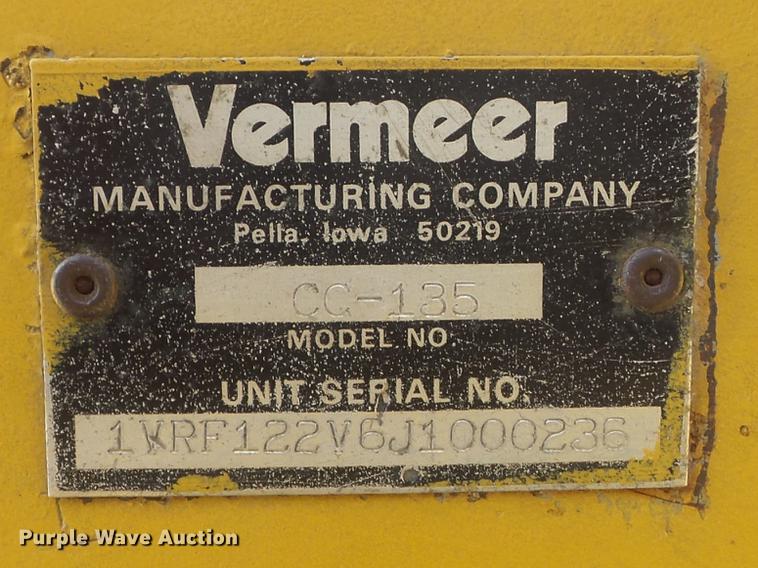 Vermeer
MANUFACTURING COMPANY
Pella, Iowa 50219
CC-135
MODEL NO.
UNIT SERIAL NO.
1VRF122V6J1000236
Purple Wave Auction